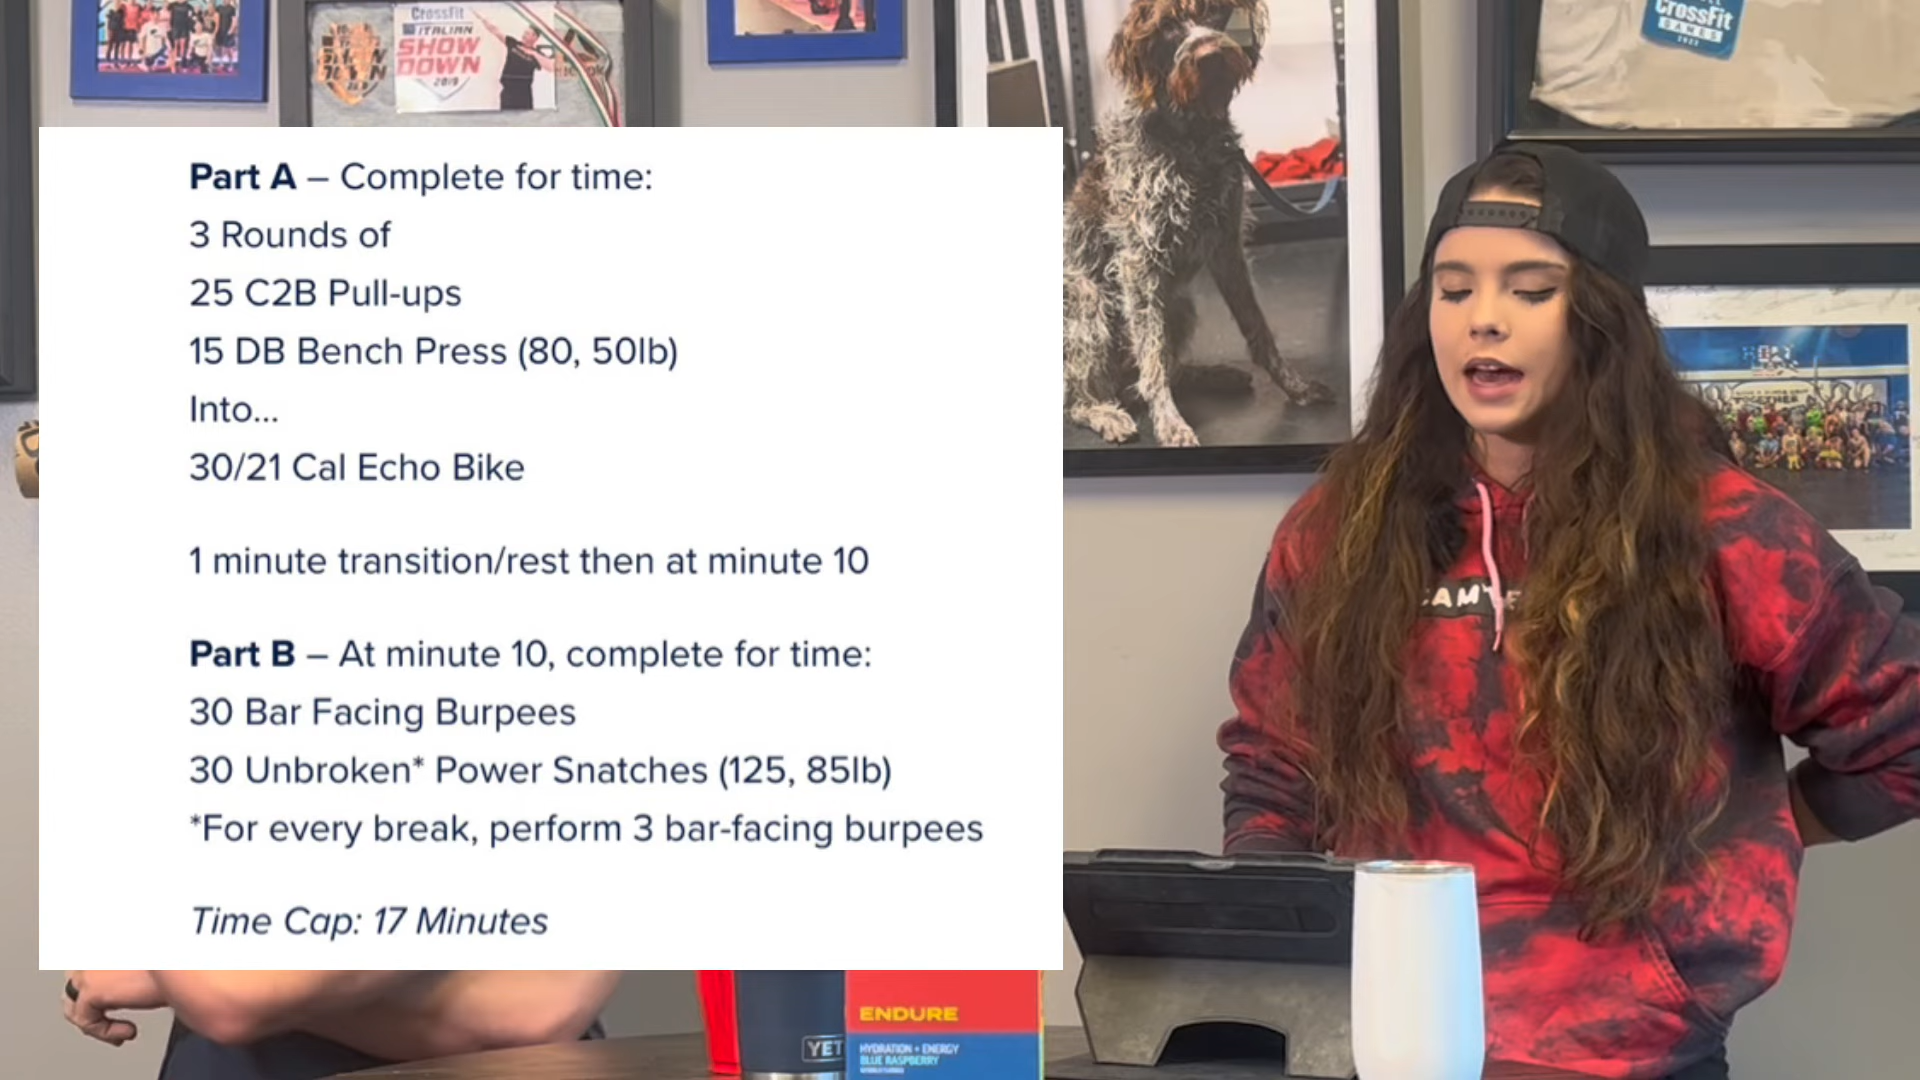 CrossFit
ITALIAN
SHOW
DOWN
2019
CrossFit
GAMES
Part A – Complete for time:
3 Rounds of
25 C2B Pull-ups
15 DB Bench Press (80, 50lb)
Into...
30/21 Cal Echo Bike
1 minute transition/rest then at minute 10
Part B – At minute 10, complete for time:
30 Bar Facing Burpees
30 Unbroken* Power Snatches (125, 85lb)
*For every break, perform 3 bar-facing burpees
Time Cap: 17 Minutes
ENDURE
HYDRATION + ENERGY
BLUE RASPBERRY